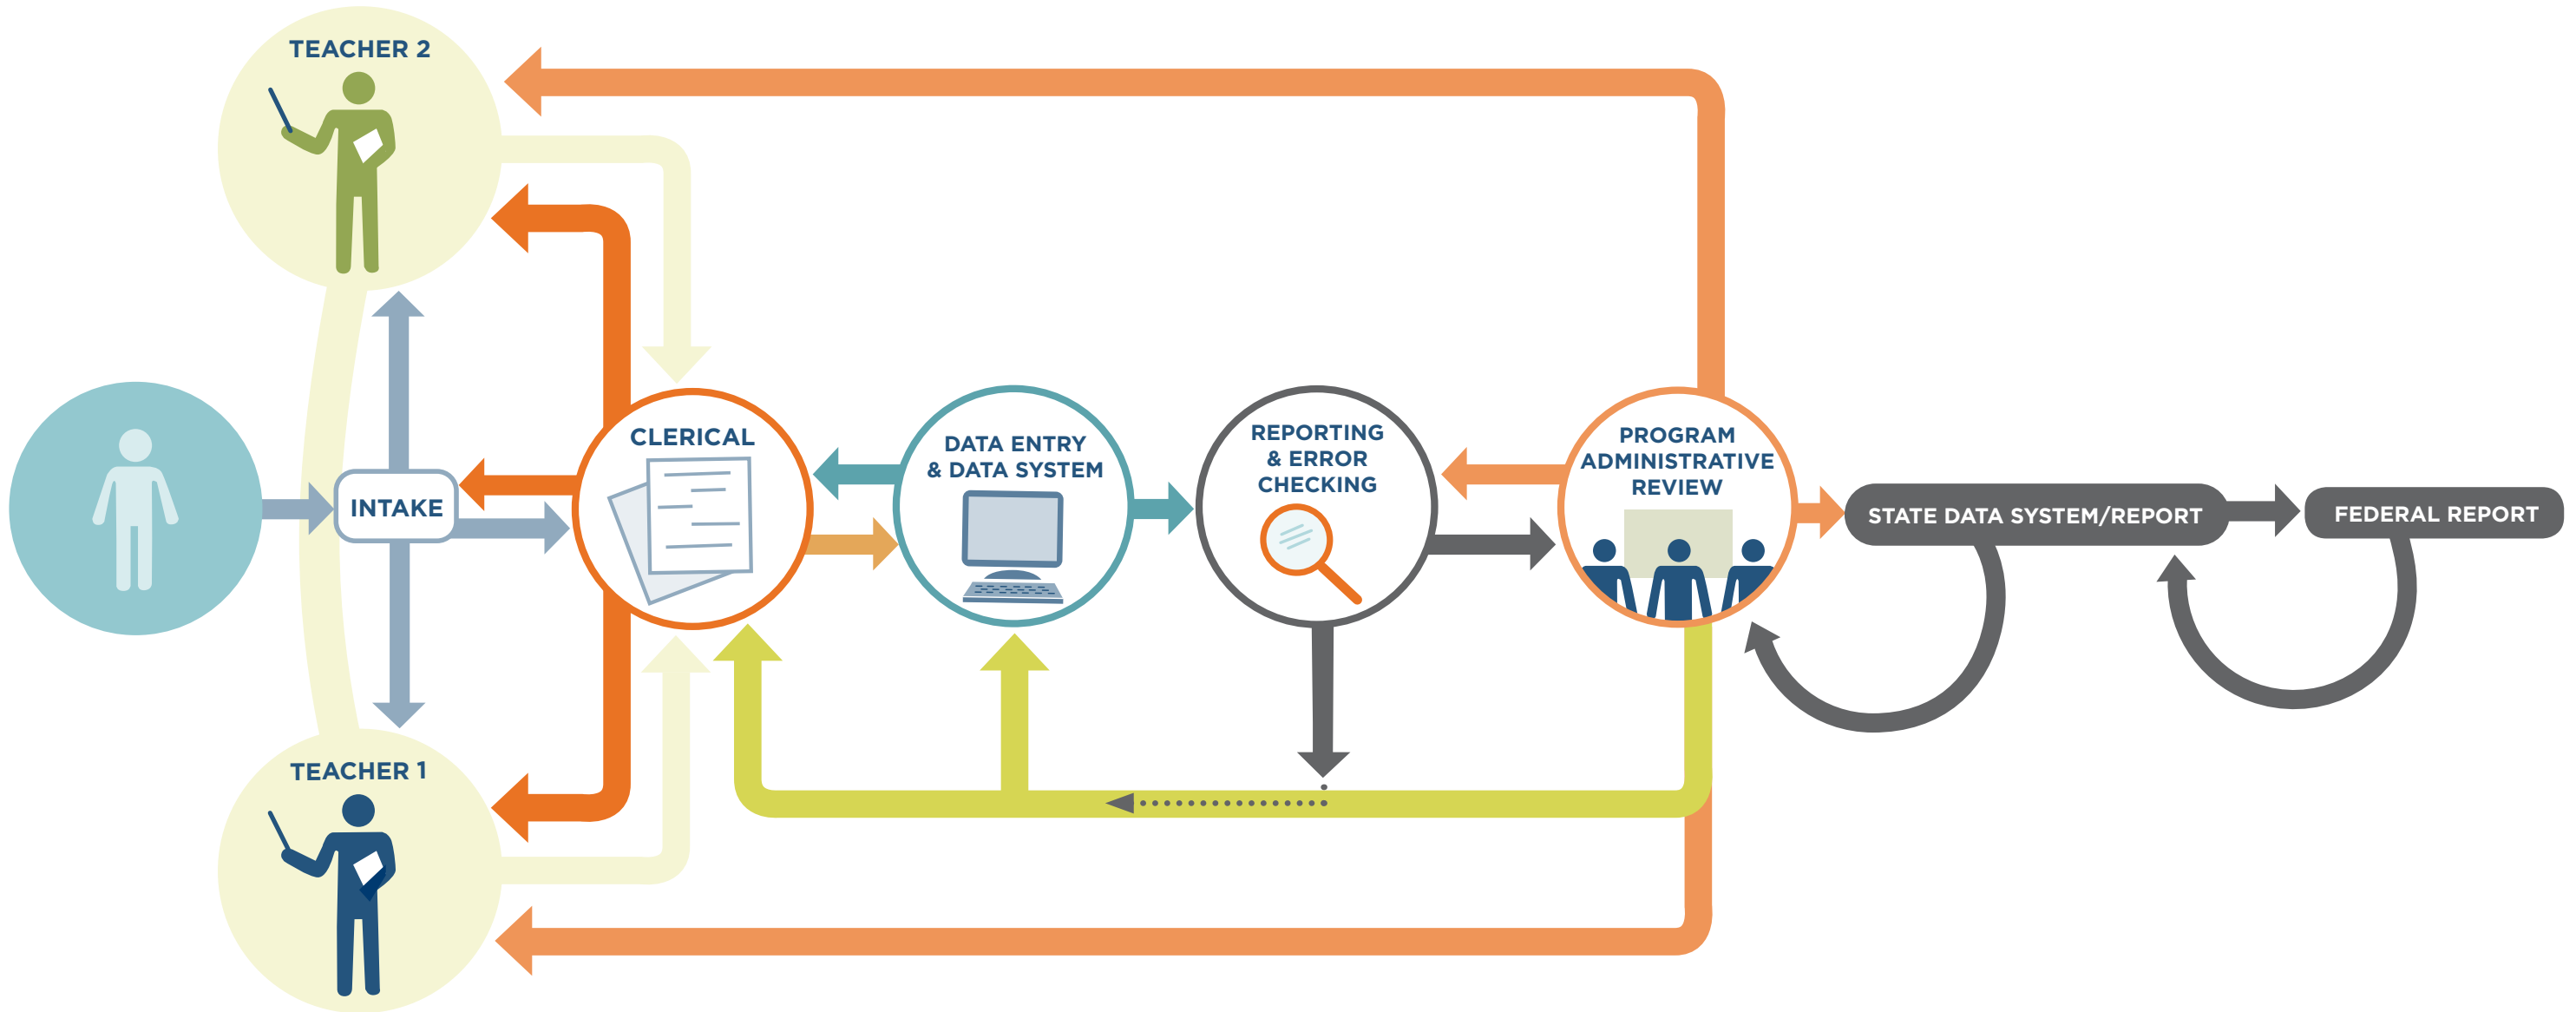 TEACHER 2
INTAKE
CLERICAL
DATA ENTRY
& DATA SYSTEM
REPORTING
& ERROR
CHECKING
PROGRAM
ADMINISTRATIVE
REVIEW
STATE DATA SYSTEM/REPORT
FEDERAL REPORT
TEACHER 1